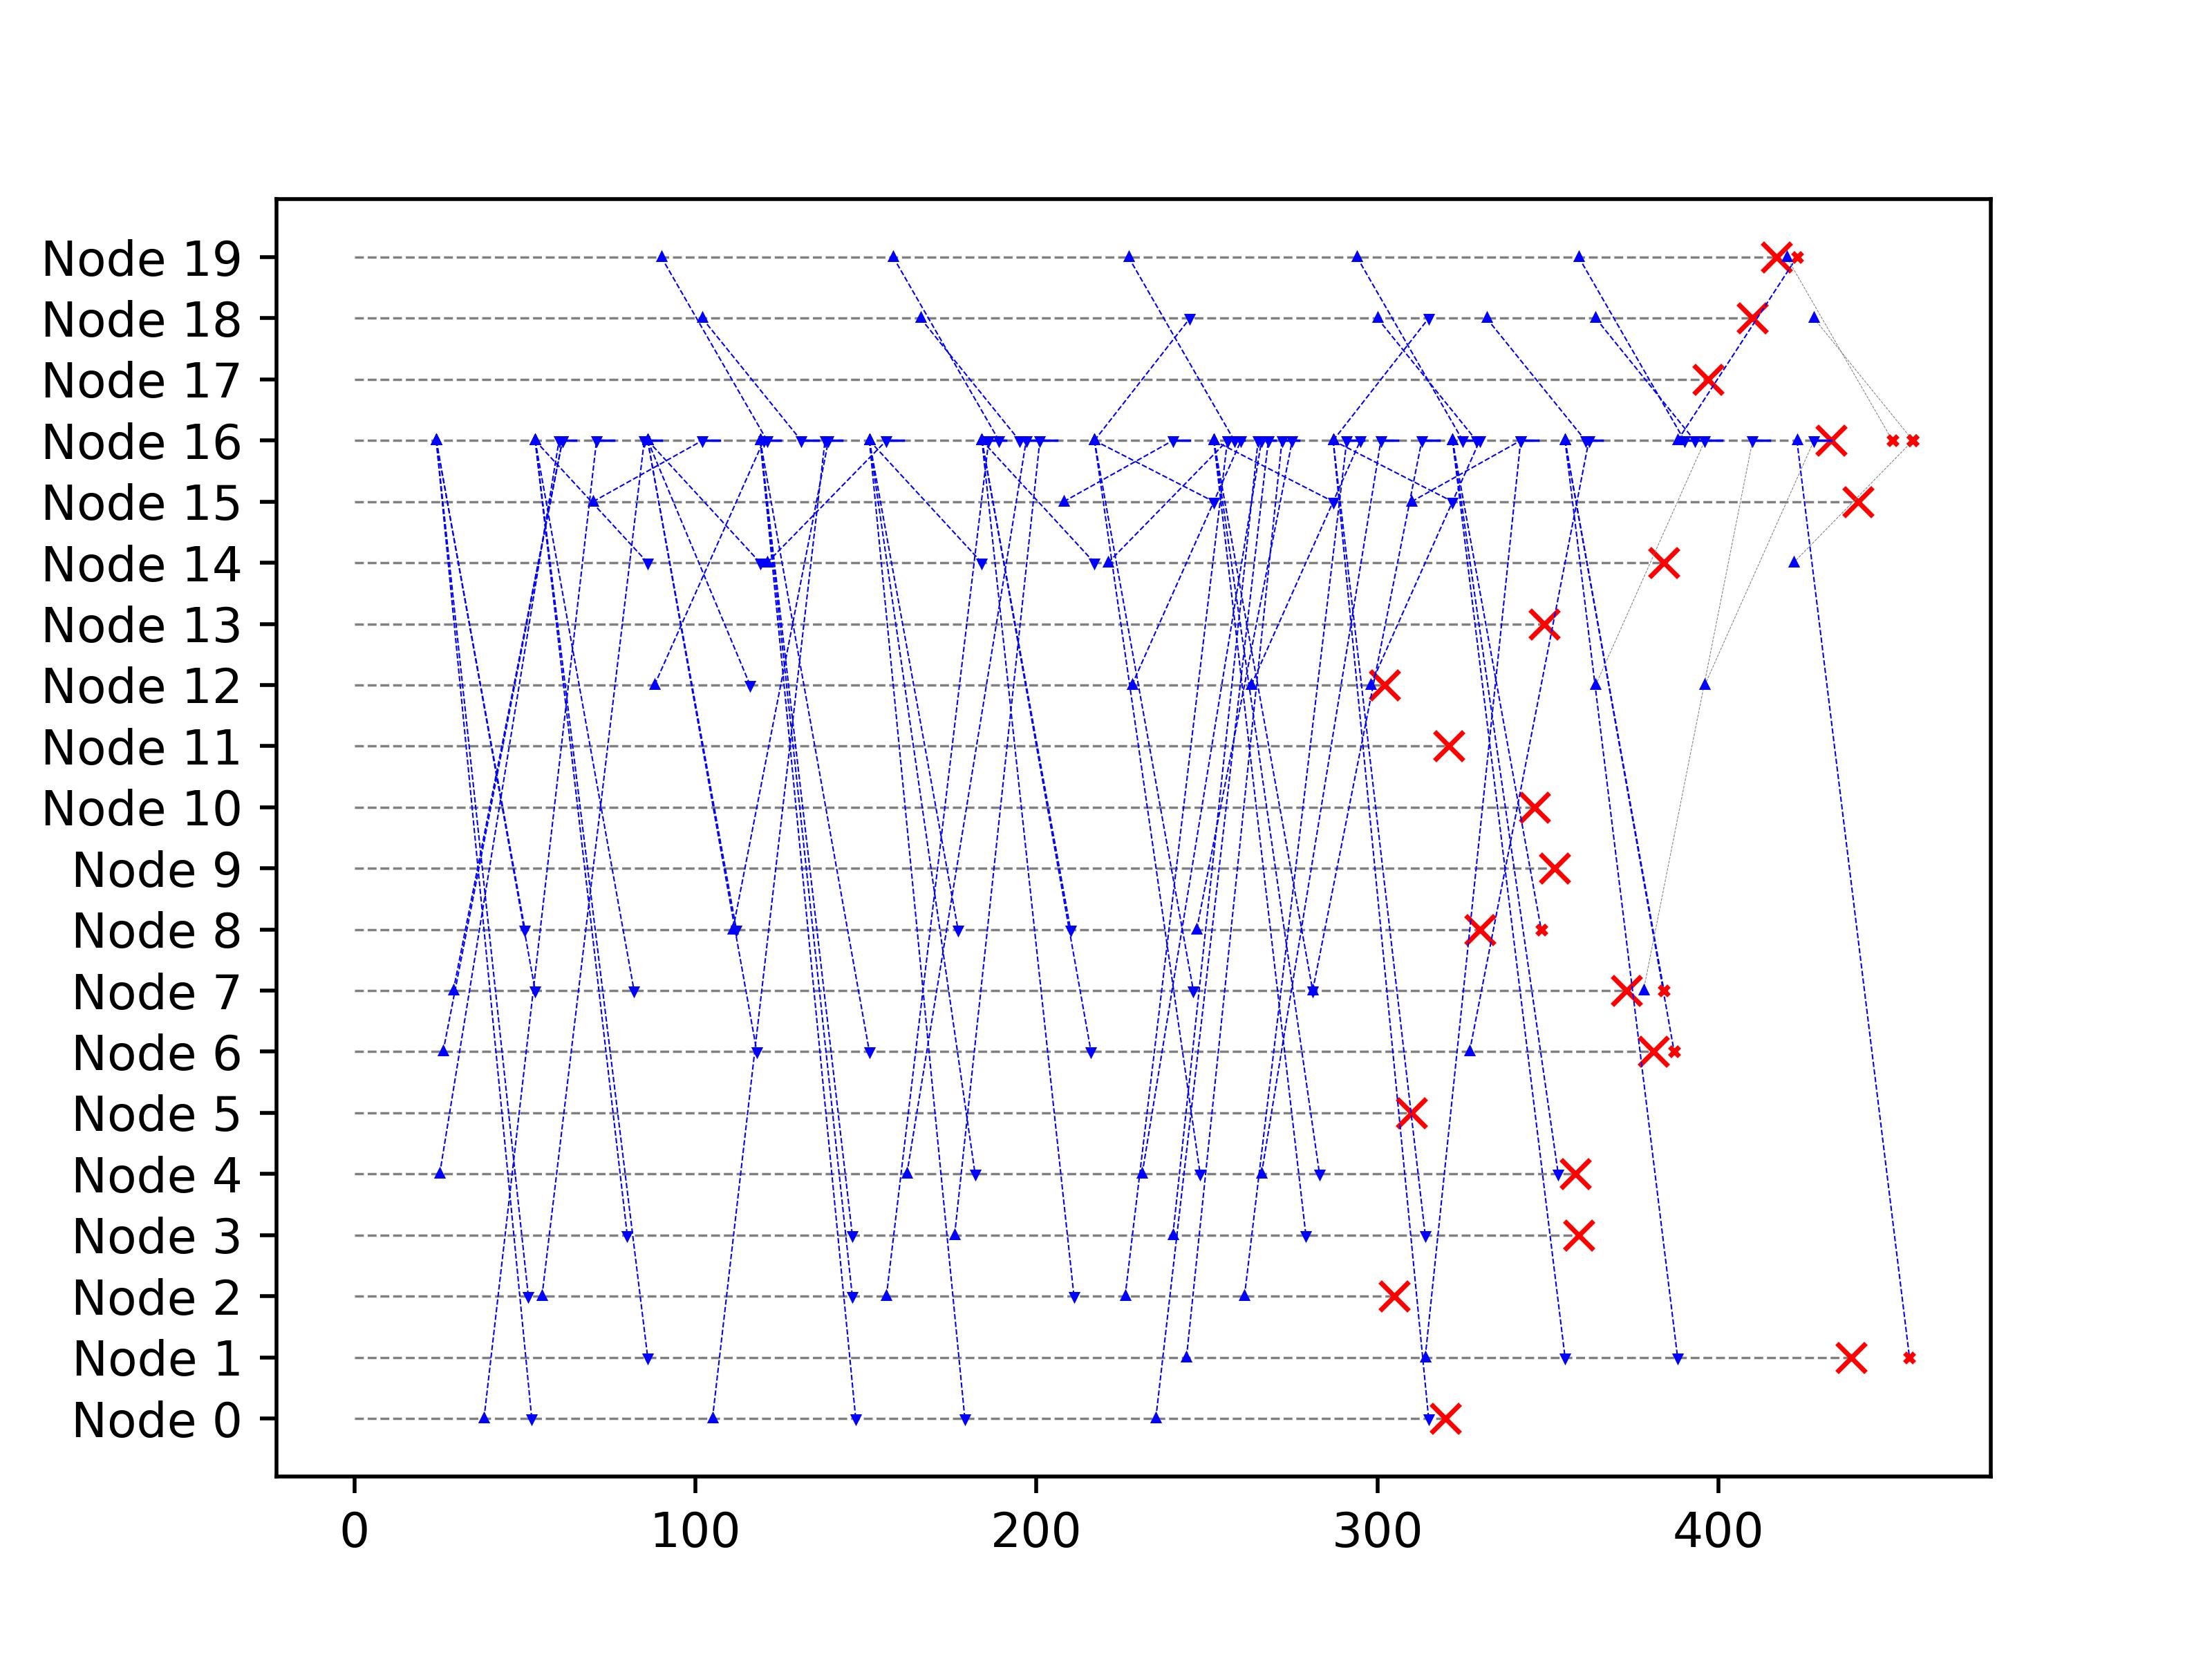 Node 19
Node 18
Node 17
Node 16
Node 15
Node 14
Node 13
Node 12
Node 11
Node 10
Node 9
Node 8
Node 7
Node 6
Node 5
Node 4
Node 3
Node 2
Node 1
Node 0
0 100 200 300 400